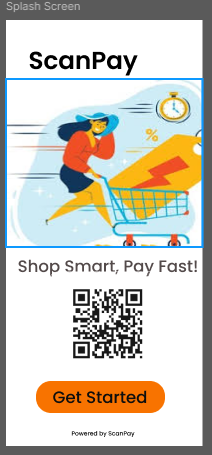 Splash Screen
ScanPay
%
Shop Smart, Pay Fast!
Get Started
Powered by ScanPay